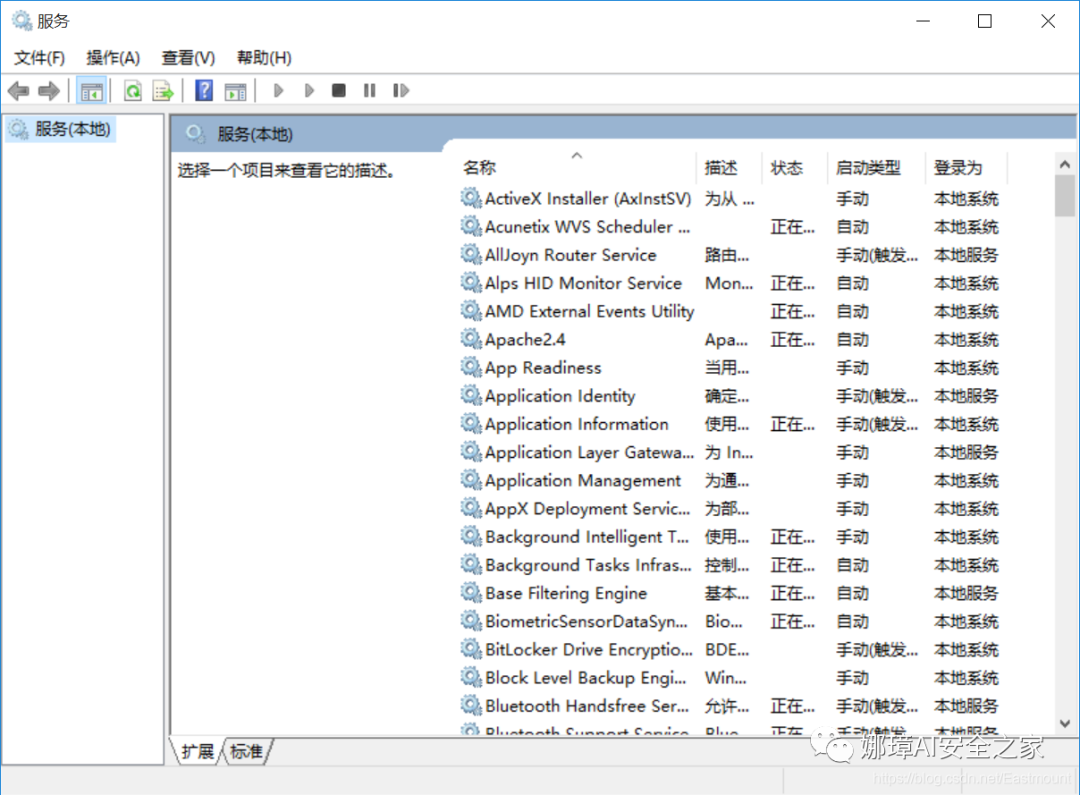 服务
文件(F) 操作(A) 查看(V) 帮助(H)
服务(本地)
服务(本地)
选择一个项目来查看它的描述。
名称 描述 状态 启动类型 登录为
ActiveX Installer (AxInstSV) 为从 ... 手动 本地系统
Acunetix WVS Scheduler ... 正在... 自动 本地系统
AllJoyn Router Service 路由... 手动(触发... 本地服务
Alps HID Monitor Service Mon... 正在... 自动 本地系统
AMD External Events Utility 正在... 自动 本地系统
Apache2.4 Apa... 正在... 自动 本地系统
App Readiness 当用... 手动 本地系统
Application Identity 确定... 手动(触发... 本地服务
Application Information 使用... 正在... 手动(触发... 本地系统
Application Layer Gatewa... 为 In... 手动 本地服务
Application Management 为通... 手动 本地系统
AppX Deployment Servic... 为部... 手动 本地系统
Background Intelligent T... 使用... 正在... 手动 本地系统
Background Tasks Infras... 控制... 正在... 自动 本地系统
Base Filtering Engine 基本... 正在... 自动 本地服务
BiometricSensorDataSyn... Bio... 正在... 自动 本地系统
BitLocker Drive Encryptio... BDE... 手动(触发... 本地系统
Block Level Backup Engi... Win... 手动 本地系统
Bluetooth Handsfree Ser... 允许... 正在... 手动(触发... 本地服务
Bluetooth Support Service Blue... 正在... 手动(触发... 本地服务
扩展 标准
娜璋AI安全之家
https://blog.csdn.net/Eastmount